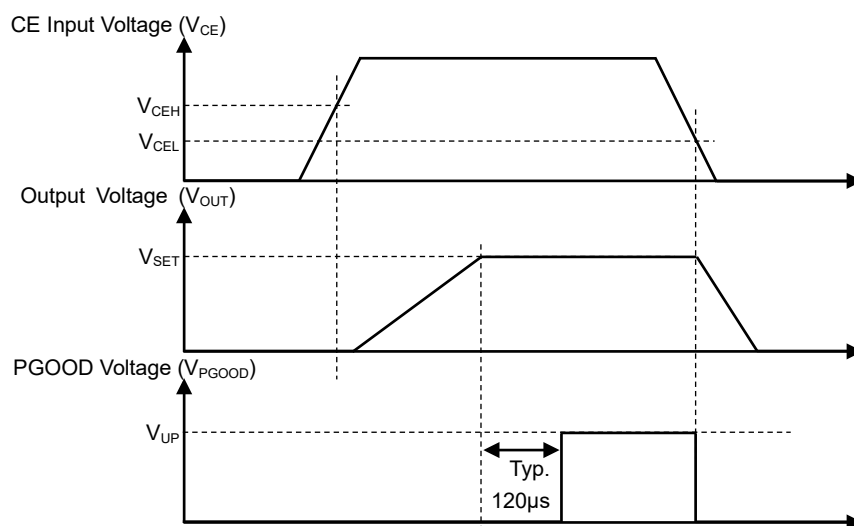 CE Input Voltage (VCE)
VCEH
VCEL
Output Voltage (VOUT)
VSET
PGOOD Voltage (VPGOOD)
VUP
Typ.
120μs